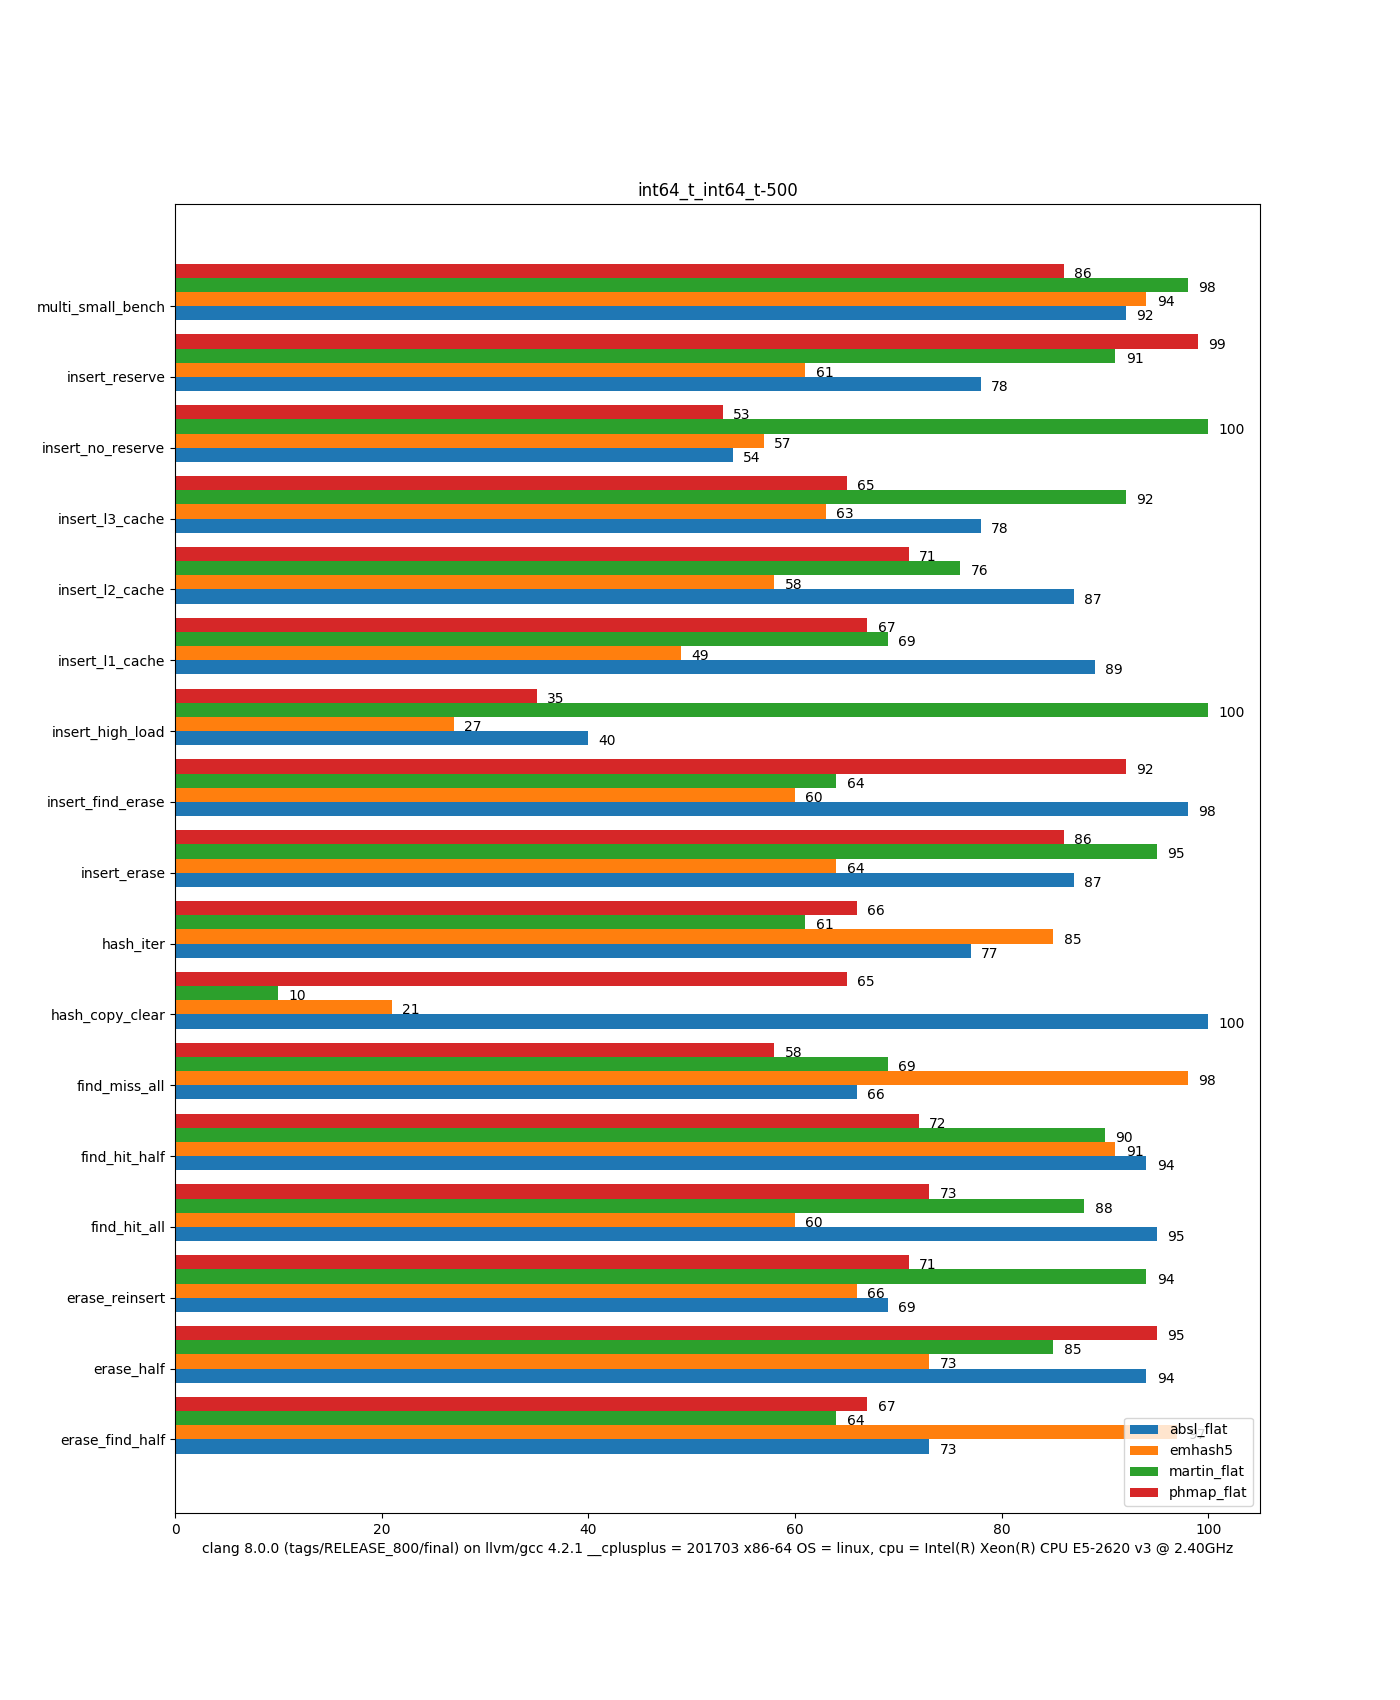 int64_t_int64_t-500
multi_small_bench
86
98
94
92
insert_reserve
99
91
61
78
insert_no_reserve
53
100
57
54
insert_l3_cache
65
92
63
78
insert_l2_cache
71
76
58
87
insert_l1_cache
67
69
49
89
insert_high_load
35
100
27
40
insert_find_erase
92
64
60
98
insert_erase
86
95
64
87
hash_iter
66
61
85
77
hash_copy_clear
65
10
21
100
find_miss_all
58
69
98
66
find_hit_half
72
90
91
94
find_hit_all
73
88
60
95
erase_reinsert
71
94
66
69
erase_half
95
85
73
94
erase_find_half
67
64
73
absl_flat
emhash5
martin_flat
phmap_flat
0 20 40 60 80 100
clang 8.0.0 (tags/RELEASE_800/final) on llvm/gcc 4.2.1 __cplusplus = 201703 x86-64 OS = linux, cpu = Intel(R) Xeon(R) CPU E5-2620 v3 @ 2.40GHz